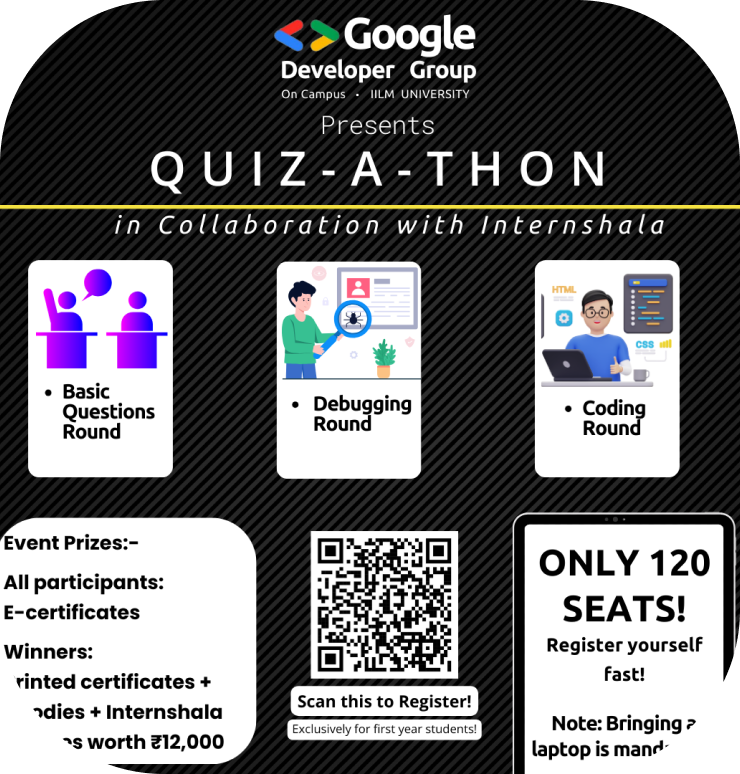 Google
Developer Group
On Campus • IILM UNIVERSITY
Presents
QUIZ-A-THON
in Collaboration with Internshala
• Basic
Questions
Round
• Debugging
Round
HTML
CSS
• Coding
Round
Event Prizes:-
All participants:
E-certificates
Winners:
rinted certificates +
odies + Internshala
worth ₹12,000
Scan this to Register!
Exclusively for first year students!
ONLY 120
SEATS!
Register yourself
fast!
Note: Bringing a
laptop is mand